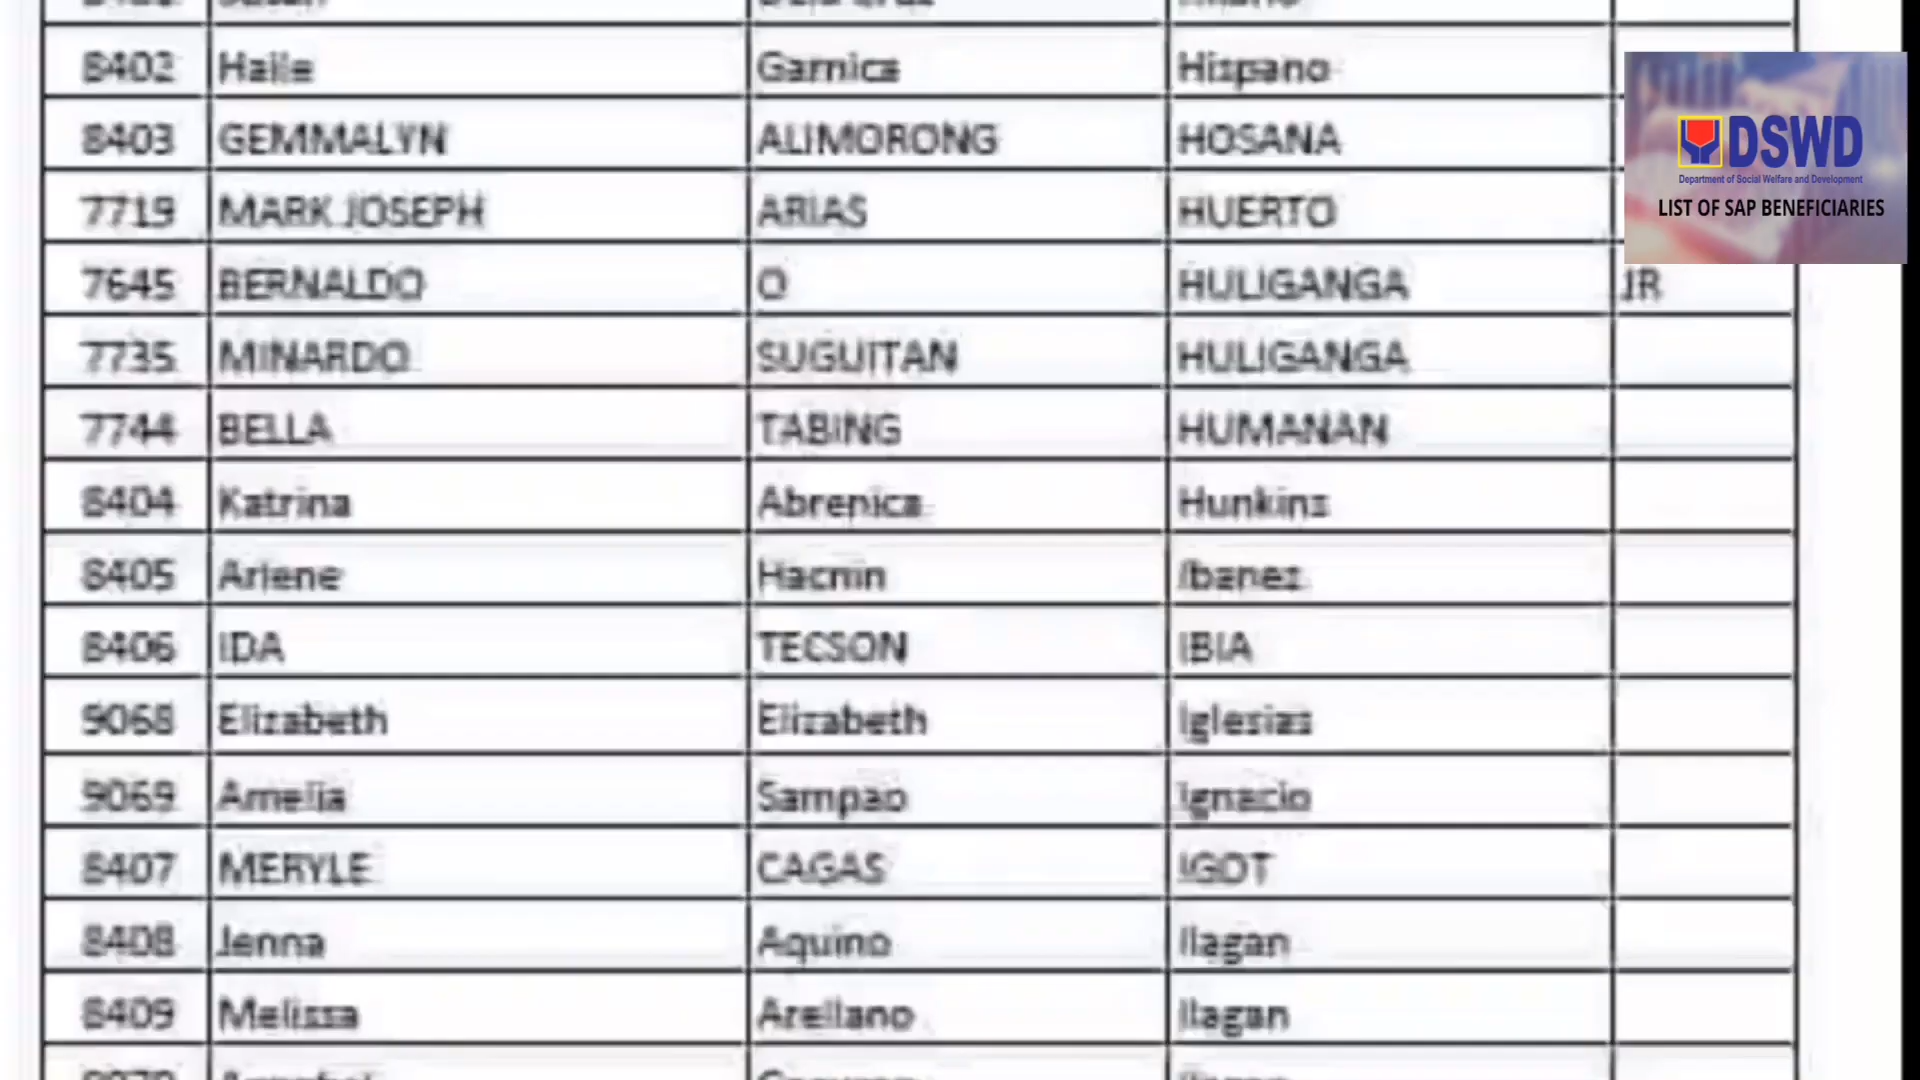 8402 Haile Garnica Hispano
8403 GEMMALYN ALIMORONG HOSANA
7719 MARK JOSEPH ARIAS HUERTO
7645 BERNALDO O HULIGANGA JR
7735 MINARDO SUGUITAN HULIGANGA
7744 BELLA TABING HUMANAN
8404 Katrina Abrenica Hunkins
8405 Arlene Hacnin Ibanez
8406 IDA TECSON IBIA
9068 Elizabeth Elizabeth Iglesias
9069 Amelia Sampao Ignacio
8407 MERYLE CAGAS IGOT
8408 Jenna Aquino Ilagan
8409 Melissa Arellano Ilagan
DSWD
Department of Social Welfare and Development
LIST OF SAP BENEFICIARIES